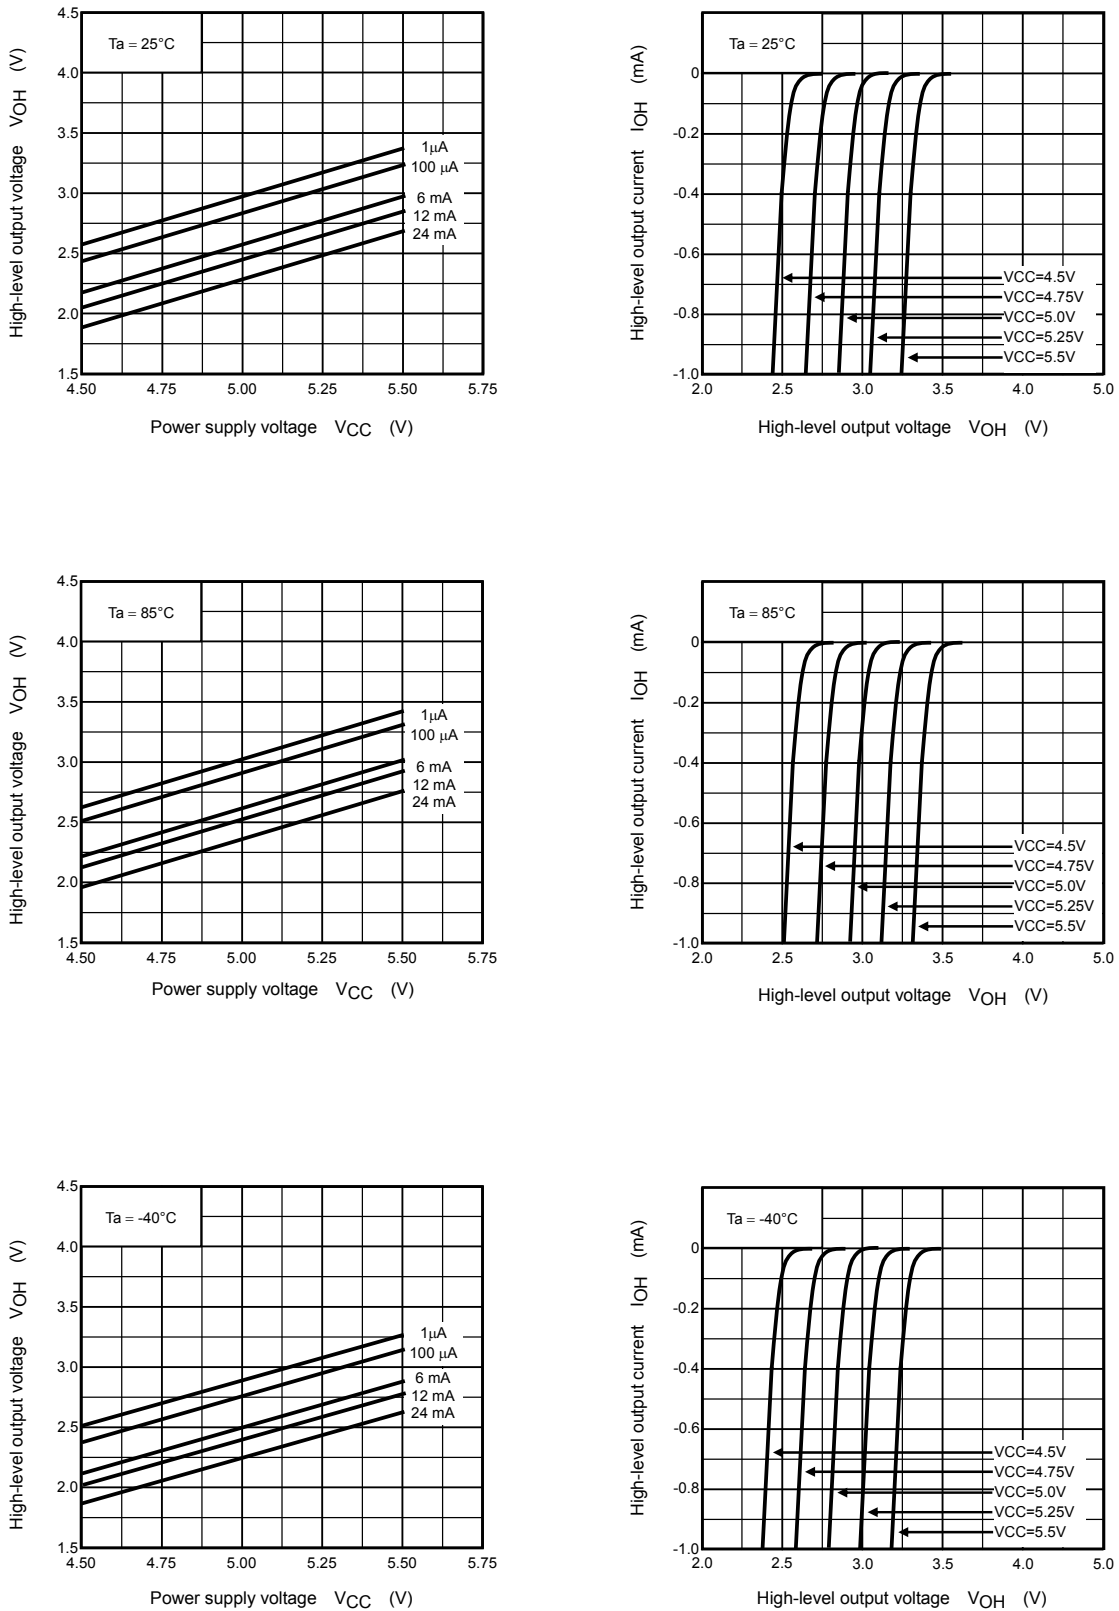 4.5
4.0
3.5
3.0
2.5
2.0
1.5
4.50
4.75
5.00
5.25
5.50
5.75
Ta = 25°C
1μA
100 μA
6 mA
12 mA
24 mA
High-level output voltage VOH (V)
Power supply voltage VCC (V)
0
-0.2
-0.4
-0.6
-0.8
-1.0
2.0
2.5
3.0
3.5
4.0
5.0
Ta = 25°C
VCC=4.5V
VCC=4.75V
VCC=5.0V
VCC=5.25V
VCC=5.5V
High-level output current IOH (mA)
High-level output voltage VOH (V)
4.5
4.0
3.5
3.0
2.5
2.0
1.5
4.50
4.75
5.00
5.25
5.50
5.75
Ta = 85°C
1μA
100 μA
6 mA
12 mA
24 mA
High-level output voltage VOH (V)
Power supply voltage VCC (V)
0
-0.2
-0.4
-0.6
-0.8
-1.0
2.0
2.5
3.0
3.5
4.0
5.0
Ta = 85°C
VCC=4.5V
VCC=4.75V
VCC=5.0V
VCC=5.25V
VCC=5.5V
High-level output current IOH (mA)
High-level output voltage VOH (V)
4.5
4.0
3.5
3.0
2.5
2.0
1.5
4.50
4.75
5.00
5.25
5.50
5.75
Ta = -40°C
1μA
100 μA
6 mA
12 mA
24 mA
High-level output voltage VOH (V)
Power supply voltage VCC (V)
0
-0.2
-0.4
-0.6
-0.8
-1.0
2.0
2.5
3.0
3.5
4.0
5.0
Ta = -40°C
VCC=4.5V
VCC=4.75V
VCC=5.0V
VCC=5.25V
VCC=5.5V
High-level output current IOH (mA)
High-level output voltage VOH (V)